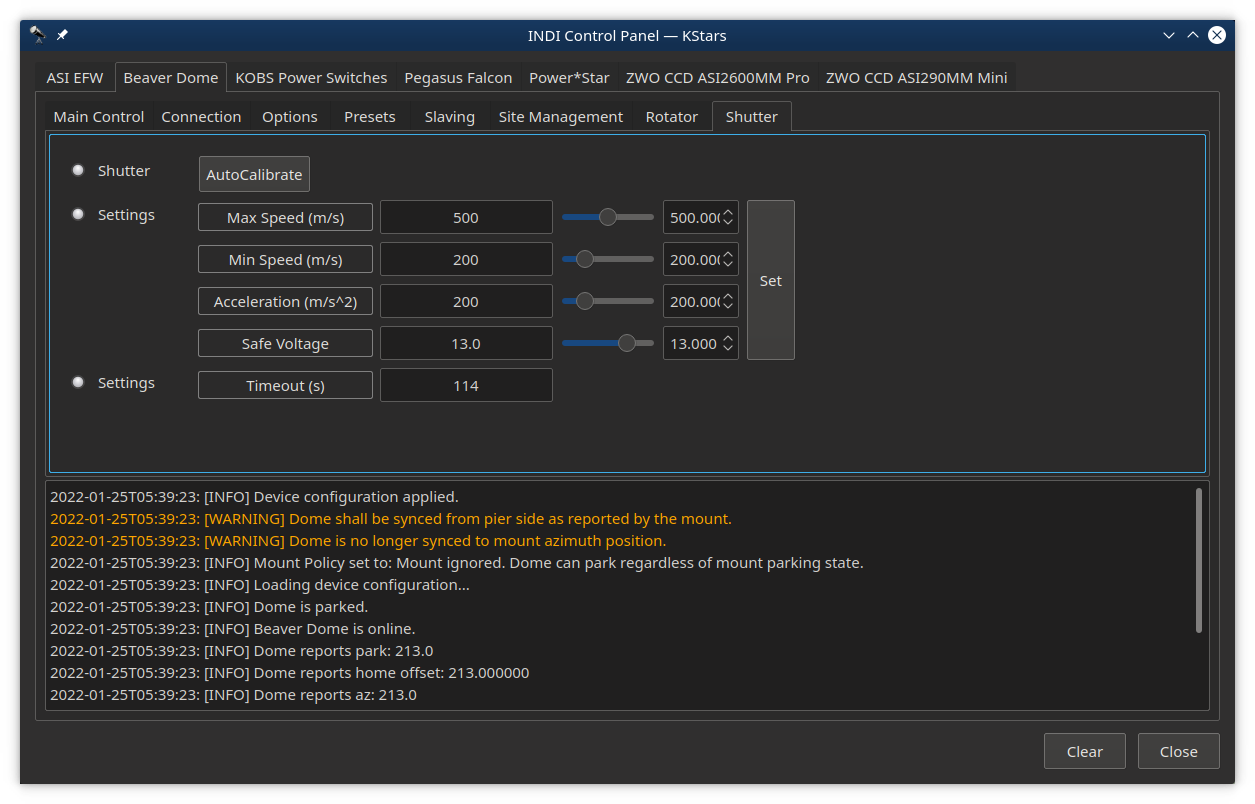 INDI Control Panel — KStars
ASI EFW Beaver Dome KOBS Power Switches Pegasus Falcon Power*Star ZWO CCD ASI2600MM Pro ZWO CCD ASI290MM Mini
Main Control Connection Options Presets Slaving Site Management Rotator Shutter
Shutter AutoCalibrate
Settings Max Speed (m/s) 500 500.000
Min Speed (m/s) 200 200.000
Set
Acceleration (m/s^2) 200 200.000
Safe Voltage 13.0 13.000
Settings Timeout (s) 114
2022-01-25T05:39:23: [INFO] Device configuration applied.
2022-01-25T05:39:23: [WARNING] Dome shall be synced from pier side as reported by the mount.
2022-01-25T05:39:23: [WARNING] Dome is no longer synced to mount azimuth position.
2022-01-25T05:39:23: [INFO] Mount Policy set to: Mount ignored. Dome can park regardless of mount parking state.
2022-01-25T05:39:23: [INFO] Loading device configuration...
2022-01-25T05:39:23: [INFO] Dome is parked.
2022-01-25T05:39:23: [INFO] Beaver Dome is online.
2022-01-25T05:39:23: [INFO] Dome reports park: 213.0
2022-01-25T05:39:23: [INFO] Dome reports home offset: 213.000000
2022-01-25T05:39:23: [INFO] Dome reports az: 213.0
Clear Close